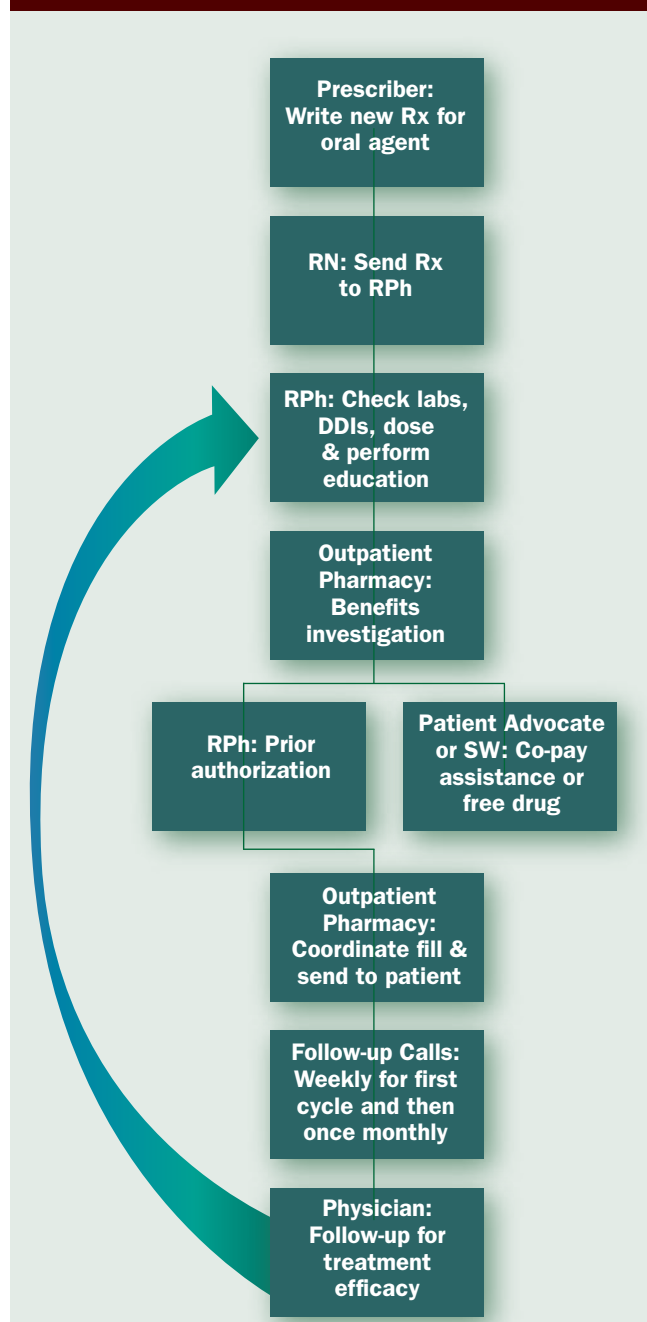 Prescriber:
Write new Rx for
oral agent
RN: Send Rx
to RPh
RPh: Check labs,
DDIs, dose
& perform
education
Outpatient
Pharmacy:
Benefits
investigation
RPh: Prior
authorization
Patient Advocate
or SW: Co-pay
assistance or
free drug
Outpatient
Pharmacy:
Coordinate fill &
send to patient
Follow-up Calls:
Weekly for first
cycle and then
once monthly
Physician:
Follow-up for
treatment
efficacy